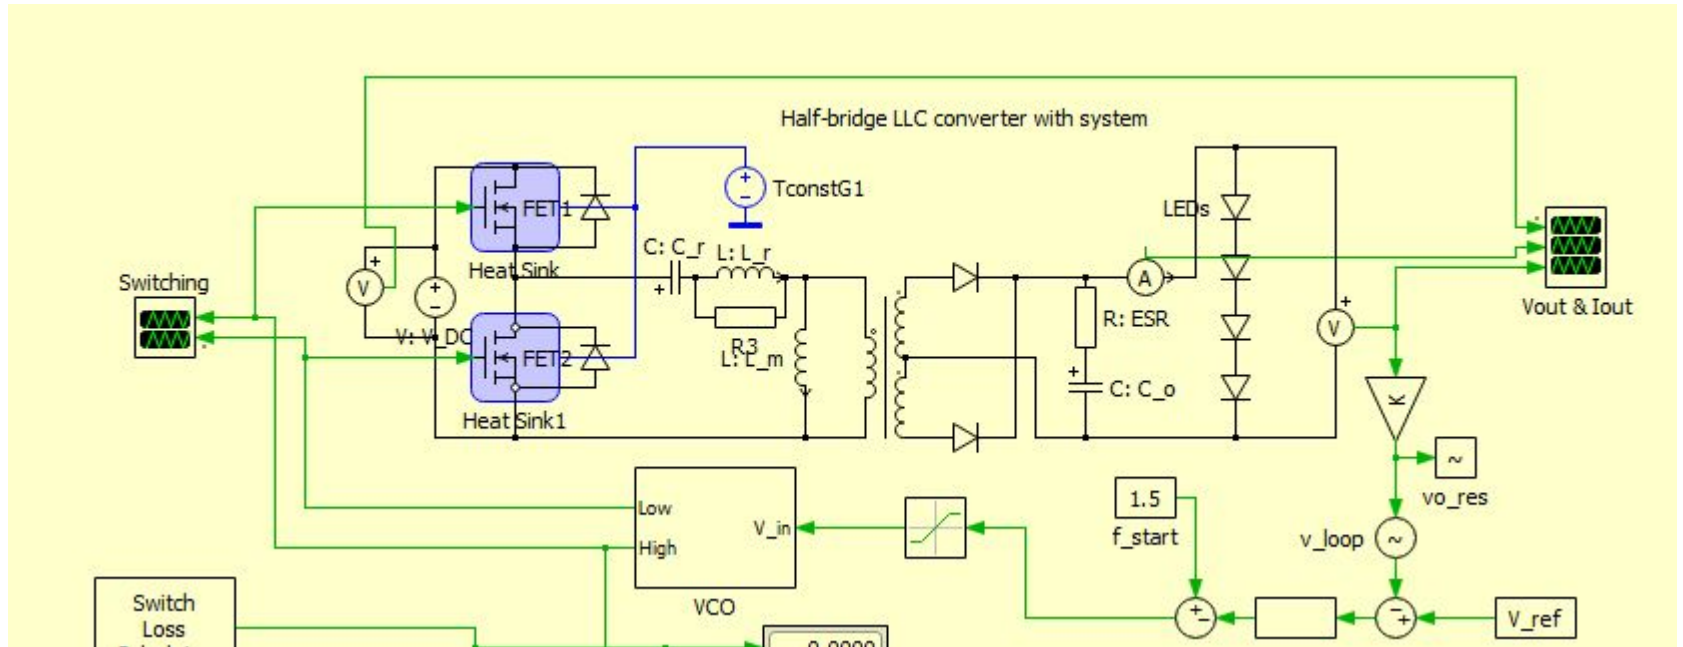 Half-bridge LLC converter with system
TconstG1
FET1
LEDs
C: C_r
L: L_r
Heat Sink
A
Switching
V
Vout & Iout
R: ESR
V
V: V_DC
FET2
R3
L: L_m
C: C_o
K
Heat Sink1
vo_res
1.5
f_start
Low
V_in
High
v_loop
VCO
V_ref
Switch
Loss